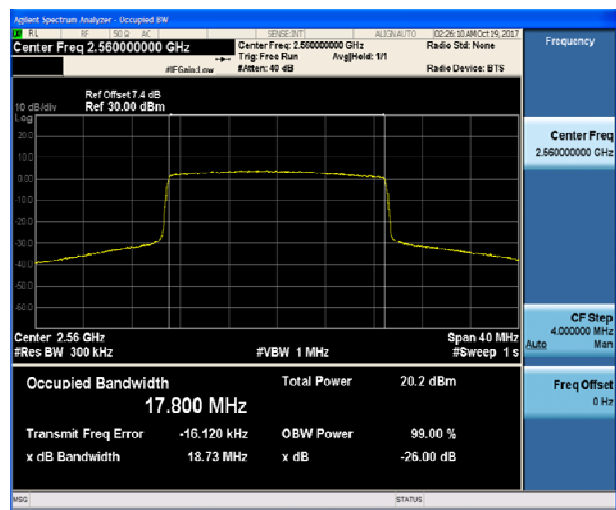 Agilent Spectrum Analyzer - Occupied BW
RL RF 50 Ω AC SENSE:INT ALIGN AUTO 02:26:10 AM Oct 19, 2017
Center Freq 2.560000000 GHz
Center Freq: 2.560000000 GHz
Radio Std: None
Trig: Free Run Avg|Hold: 1/1
#IFGain:Low
#Atten: 40 dB
Radio Device: BTS
Frequency
Ref Offset 7.4 dB
10 dB/div Ref 30.00 dBm
Log
20.0
10.0
0.00
-10.0
-20.0
-30.0
-40.0
-50.0
-60.0
Center Freq
2.560000000 GHz
Center 2.56 GHz Span 40 MHz
#Res BW 300 kHz #VBW 1 MHz #Sweep 1 s
CF Step
4.000000 MHz
Auto Man
Occupied Bandwidth Total Power 20.2 dBm
17.800 MHz
Transmit Freq Error -16.120 kHz OBW Power 99.00 %
x dB Bandwidth 18.73 MHz x dB -26.00 dB
Freq Offset
0 Hz
MSG STATUS